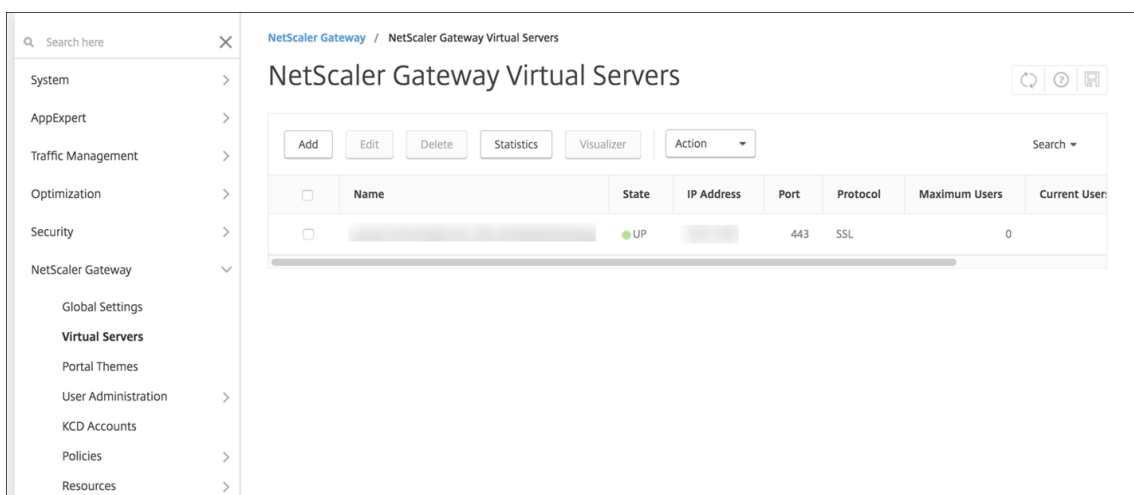 Search here
System
AppExpert
Traffic Management
Optimization
Security
NetScaler Gateway
Global Settings
Virtual Servers
Portal Themes
User Administration
KCD Accounts
Policies
Resources
NetScaler Gateway / NetScaler Gateway Virtual Servers
NetScaler Gateway Virtual Servers
Add Edit Delete Statistics Visualizer Action Search
Name State IP Address Port Protocol Maximum Users Current User
UP 443 SSL 0